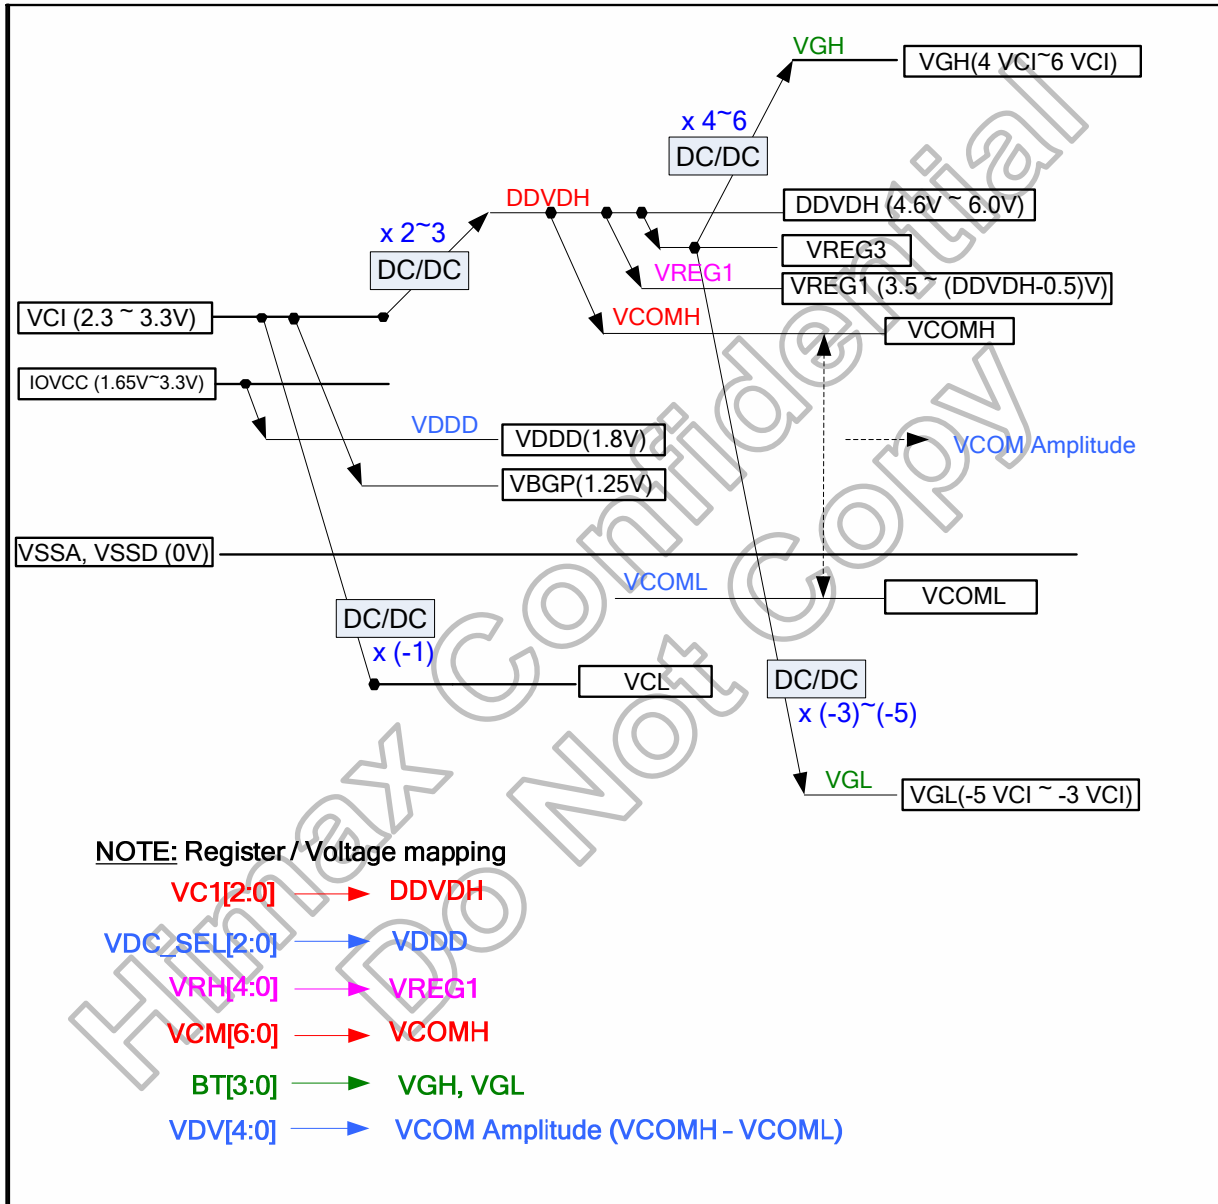 VGH
VGH(4 VCI~6 VCI)
x 4~6
DC/DC
DDVDH
DDVDH (4.6V ~ 6.0V)
x 2~3
DC/DC
VREG3
VREG1
VREG1 (3.5 ~ (DDVDH-0.5)V)
VCI (2.3 ~ 3.3V)
VCOMH
VCOMH
IOVCC (1.65V~3.3V)
VDDD
VDDD(1.8V)
VCOM Amplitude
VBGP(1.25V)
VSSA, VSSD (0V)
VCOML
VCOML
DC/DC
x (-1)
VCL
DC/DC
x (-3)~(-5)
VGL
VGL(-5 VCI ~ -3 VCI)
NOTE: Register / Voltage mapping
VC1[2:0] DDVDH
VDC_SEL[2:0] VDDD
VRH[4:0] VREG1
VCM[6:0] VCOMH
BT[3:0] VGH, VGL
VDV[4:0] VCOM Amplitude (VCOMH - VCOML)
Himax Confidential
Do Not Copy